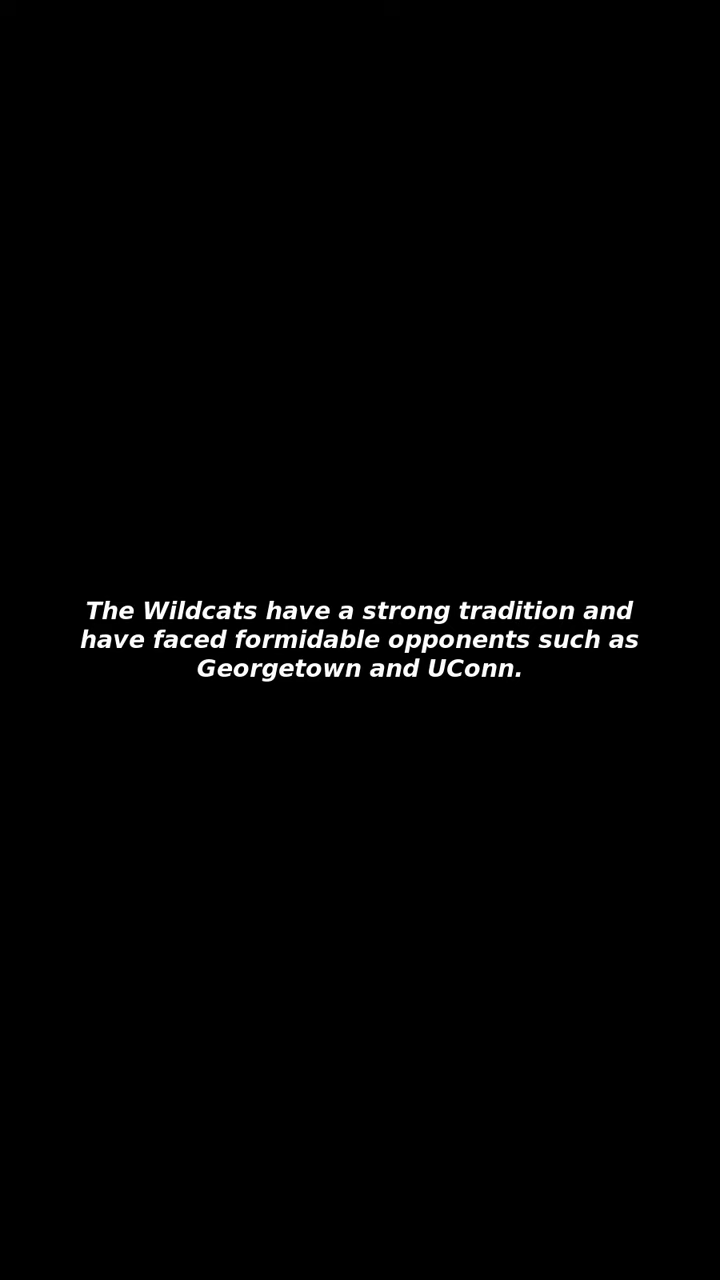 The Wildcats have a strong tradition and
have faced formidable opponents such as
Georgetown and UConn.